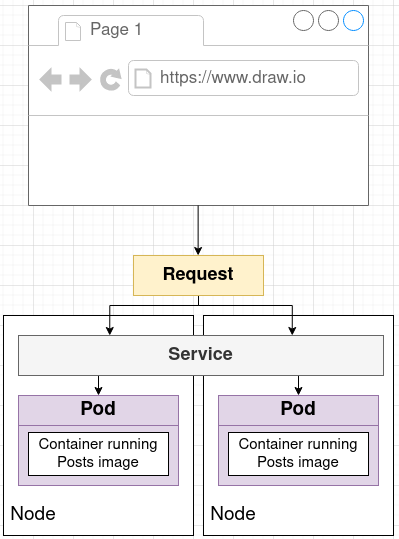 Page 1
https://www.draw.io
Request
Service
Pod
Container running
Posts image
Node
Pod
Container running
Posts image
Node